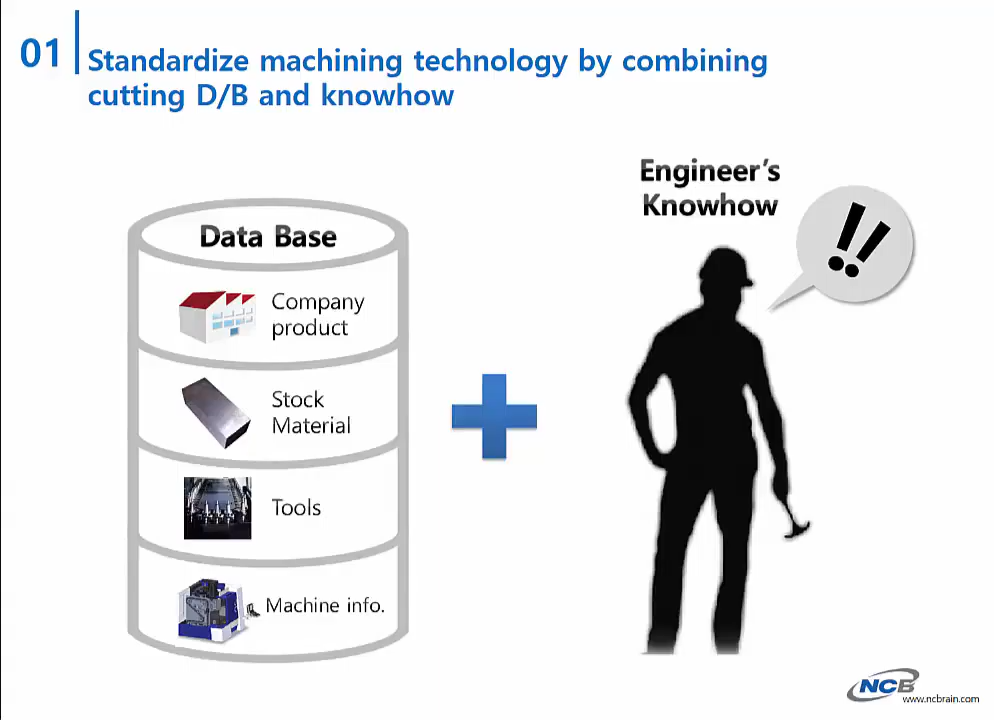 01
Standardize machining technology by combining
cutting D/B and knowhow
Engineer's
Knowhow
!!
Data Base
Company
product
Stock
Material
Tools
Machine info.
NCB
www.ncbrain.com